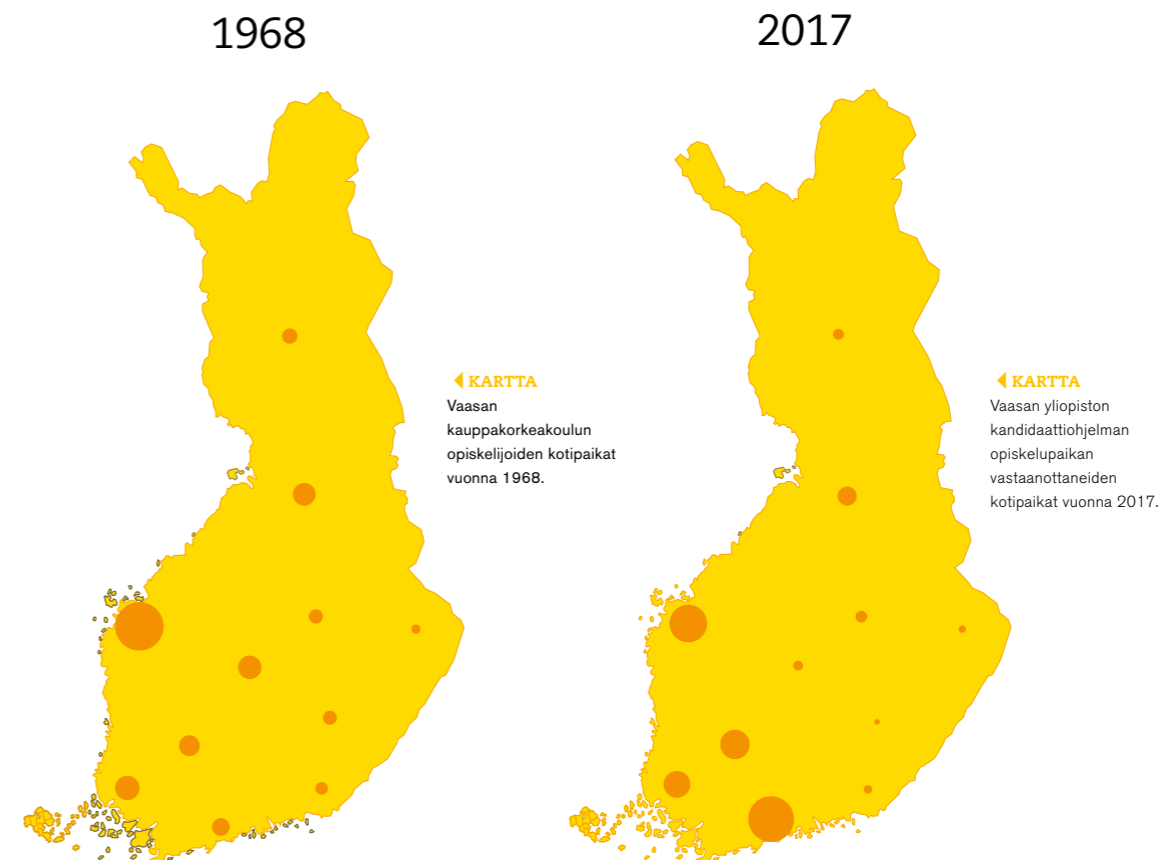 1968
KARTTA
Vaasan
kauppakorkeakoulun
opiskelijoiden kotipaikat
vuonna 1968.
2017
KARTTA
Vaasan yliopiston
kandidaattiohjelman
opiskelupaikan
vastaanottaneiden
kotipaikat vuonna 2017.